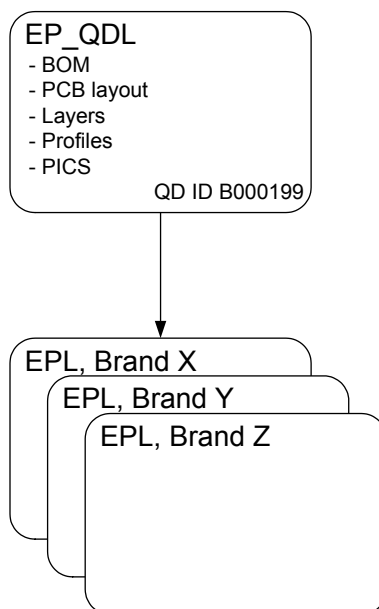 EP_QDL
- BOM
- PCB layout
- Layers
- Profiles
- PICS
QD ID B000199
EPL, Brand X
EPL, Brand Y
EPL, Brand Z